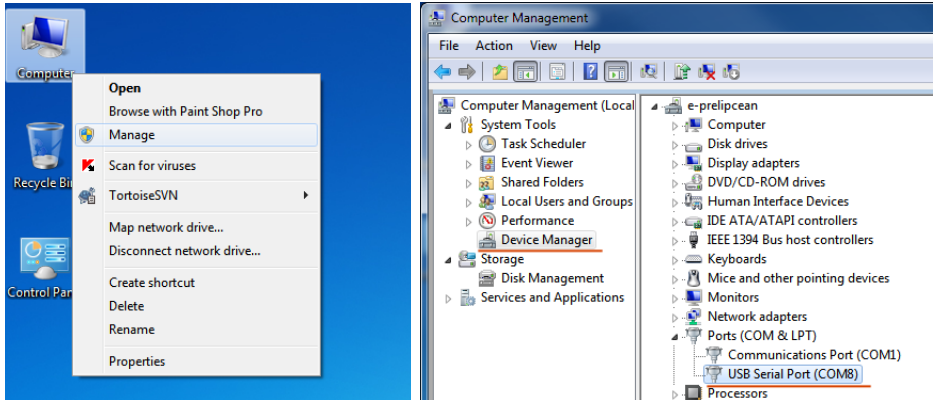 Computer
Recycle Bin
Control Pan
Open
Browse with Paint Shop Pro
Manage
Scan for viruses
TortoiseSVN
Map network drive...
Disconnect network drive...
Create shortcut
Delete
Rename
Properties
Computer Management
File Action View Help
Computer Management (Local
System Tools
Task Scheduler
Event Viewer
Shared Folders
Local Users and Groups
Performance
Device Manager
Storage
Disk Management
Services and Applications
e-prelipcean
Computer
Disk drives
Display adapters
DVD/CD-ROM drives
Human Interface Devices
IDE ATA/ATAPI controllers
IEEE 1394 Bus host controllers
Keyboards
Mice and other pointing devices
Monitors
Network adapters
Ports (COM & LPT)
Communications Port (COM1)
USB Serial Port (COM8)
Processors